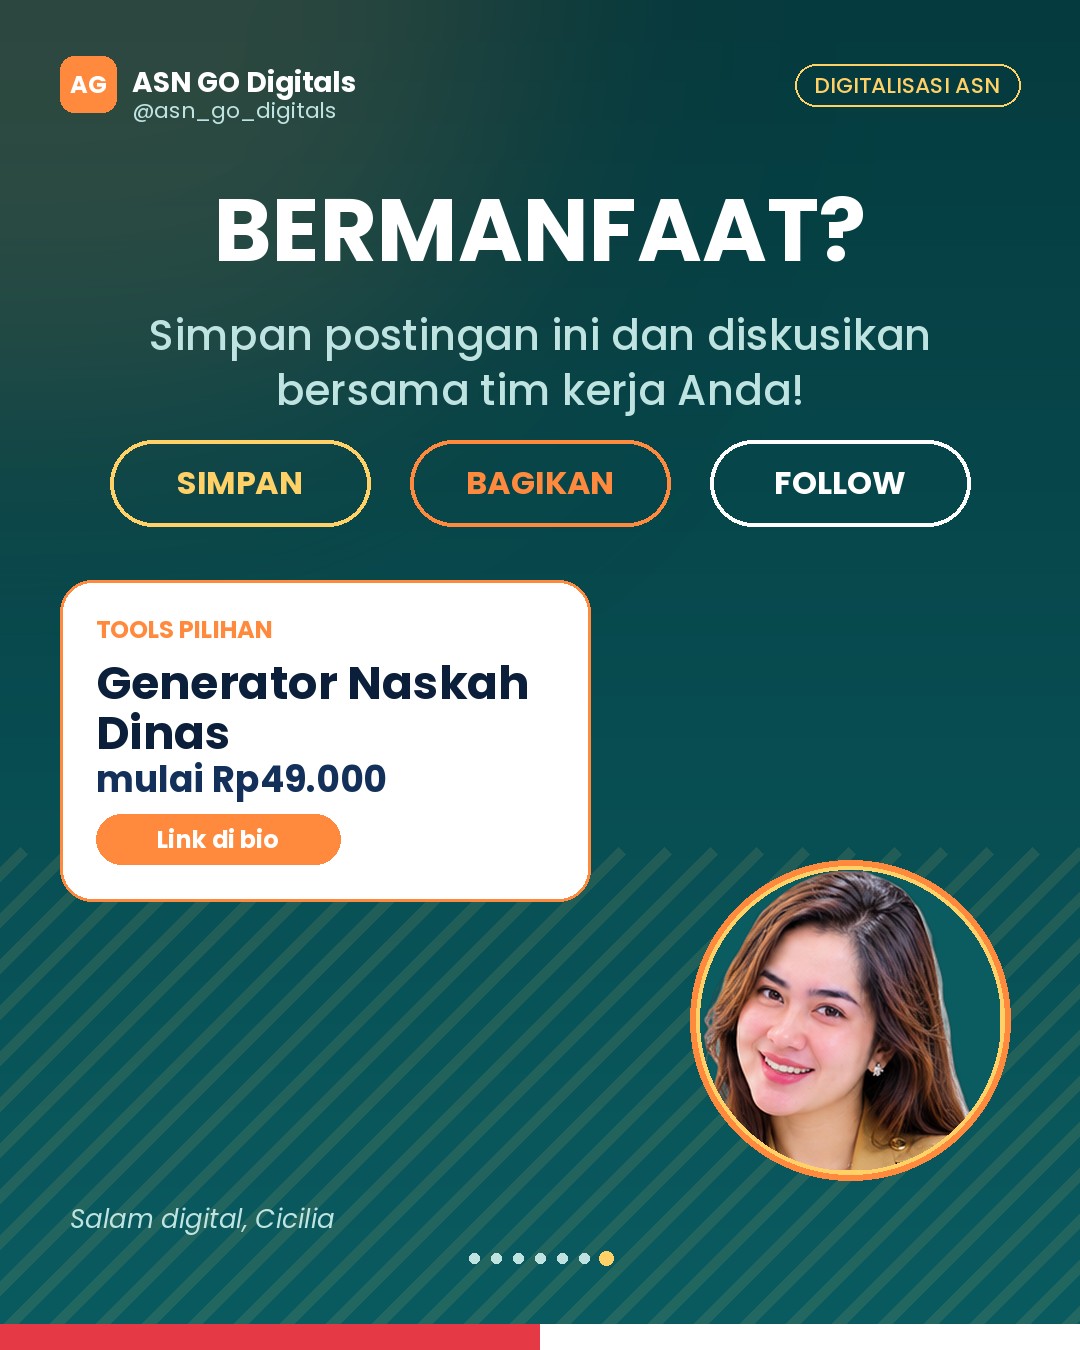 AG
ASN GO Digitals
@asn_go_digitals
DIGITALISASI ASN
BERMANFAAT?
Simpan postingan ini dan diskusikan
bersama tim kerja Anda!
SIMPAN
BAGIKAN
FOLLOW
TOOLS PILIHAN
Generator Naskah
Dinas
mulai Rp49.000
Link di bio
Salam digital, Cicilia